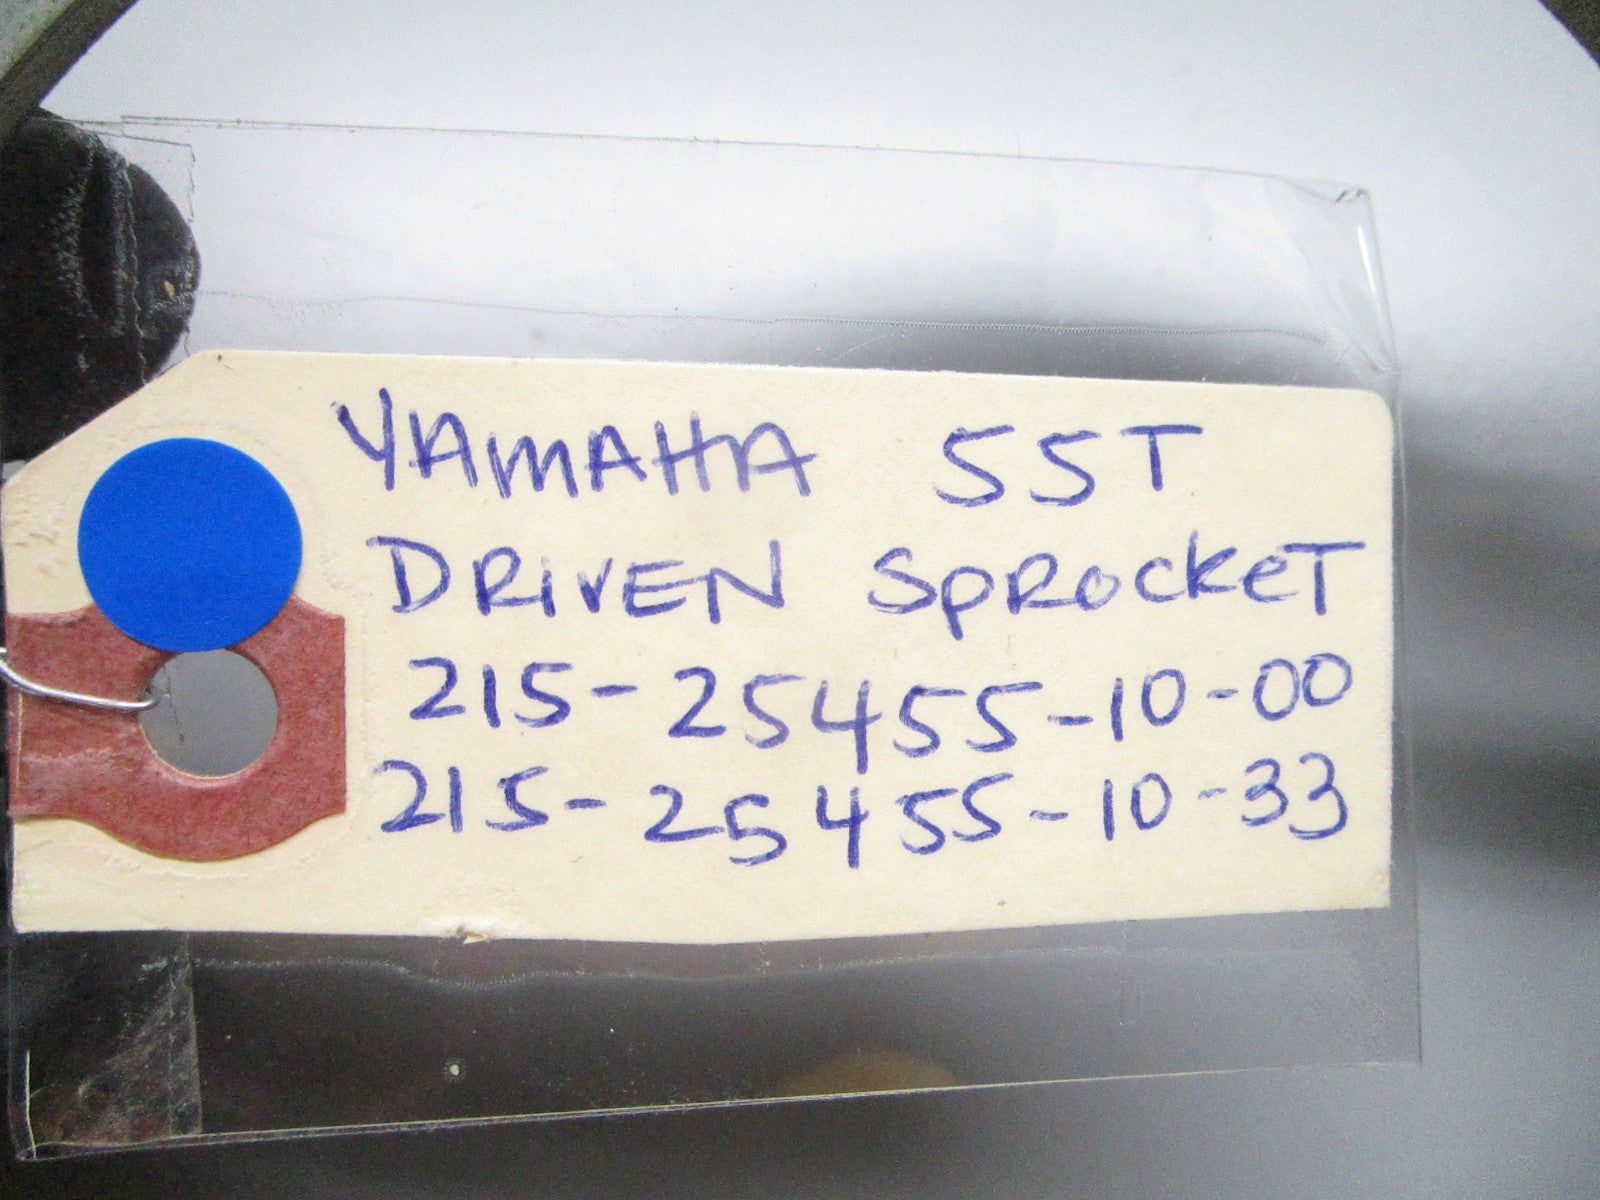 YAMAHA 55T
DRIVEN SPROCKET
215-25455-10-00
215-25455-10-33